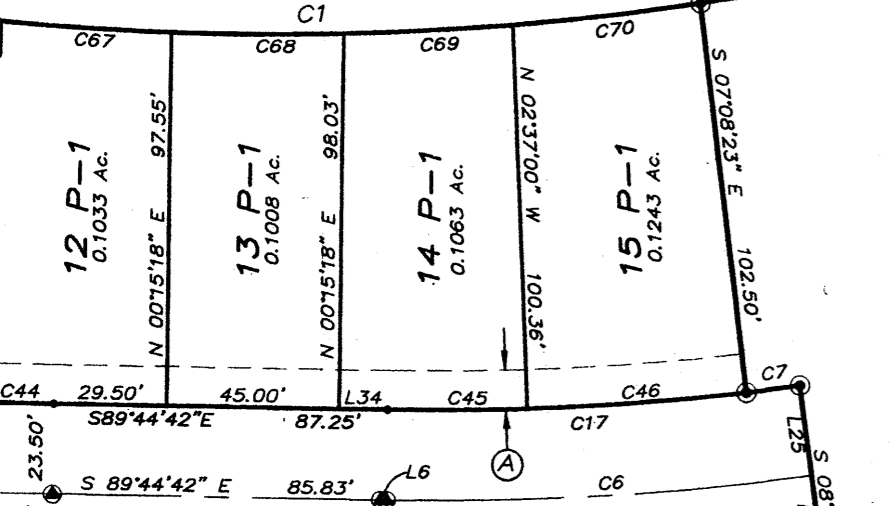 C1
C67
C68
C69
C70
12 P-1
0.1033 Ac.
N 00°15'18" E 97.55'
13 P-1
0.1008 Ac.
N 00°15'18" E 98.03'
14 P-1
0.1063 Ac.
N 02°37'00" W 100.36'
15 P-1
0.1243 Ac.
S 07°08'23" E 102.50'
C44
29.50'
45.00'
L34
C45
C46
C7
S89°44'42"E
87.25'
C17
23.50'
A
L25
S 89°44'42" E
85.83'
L6
C6
S 08°